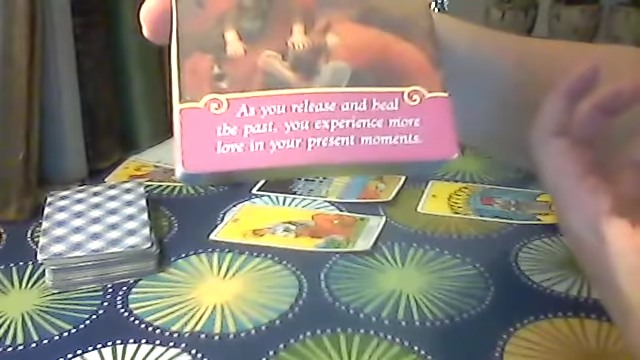 As you release and heal
the past, you experience more
love in your present moments.